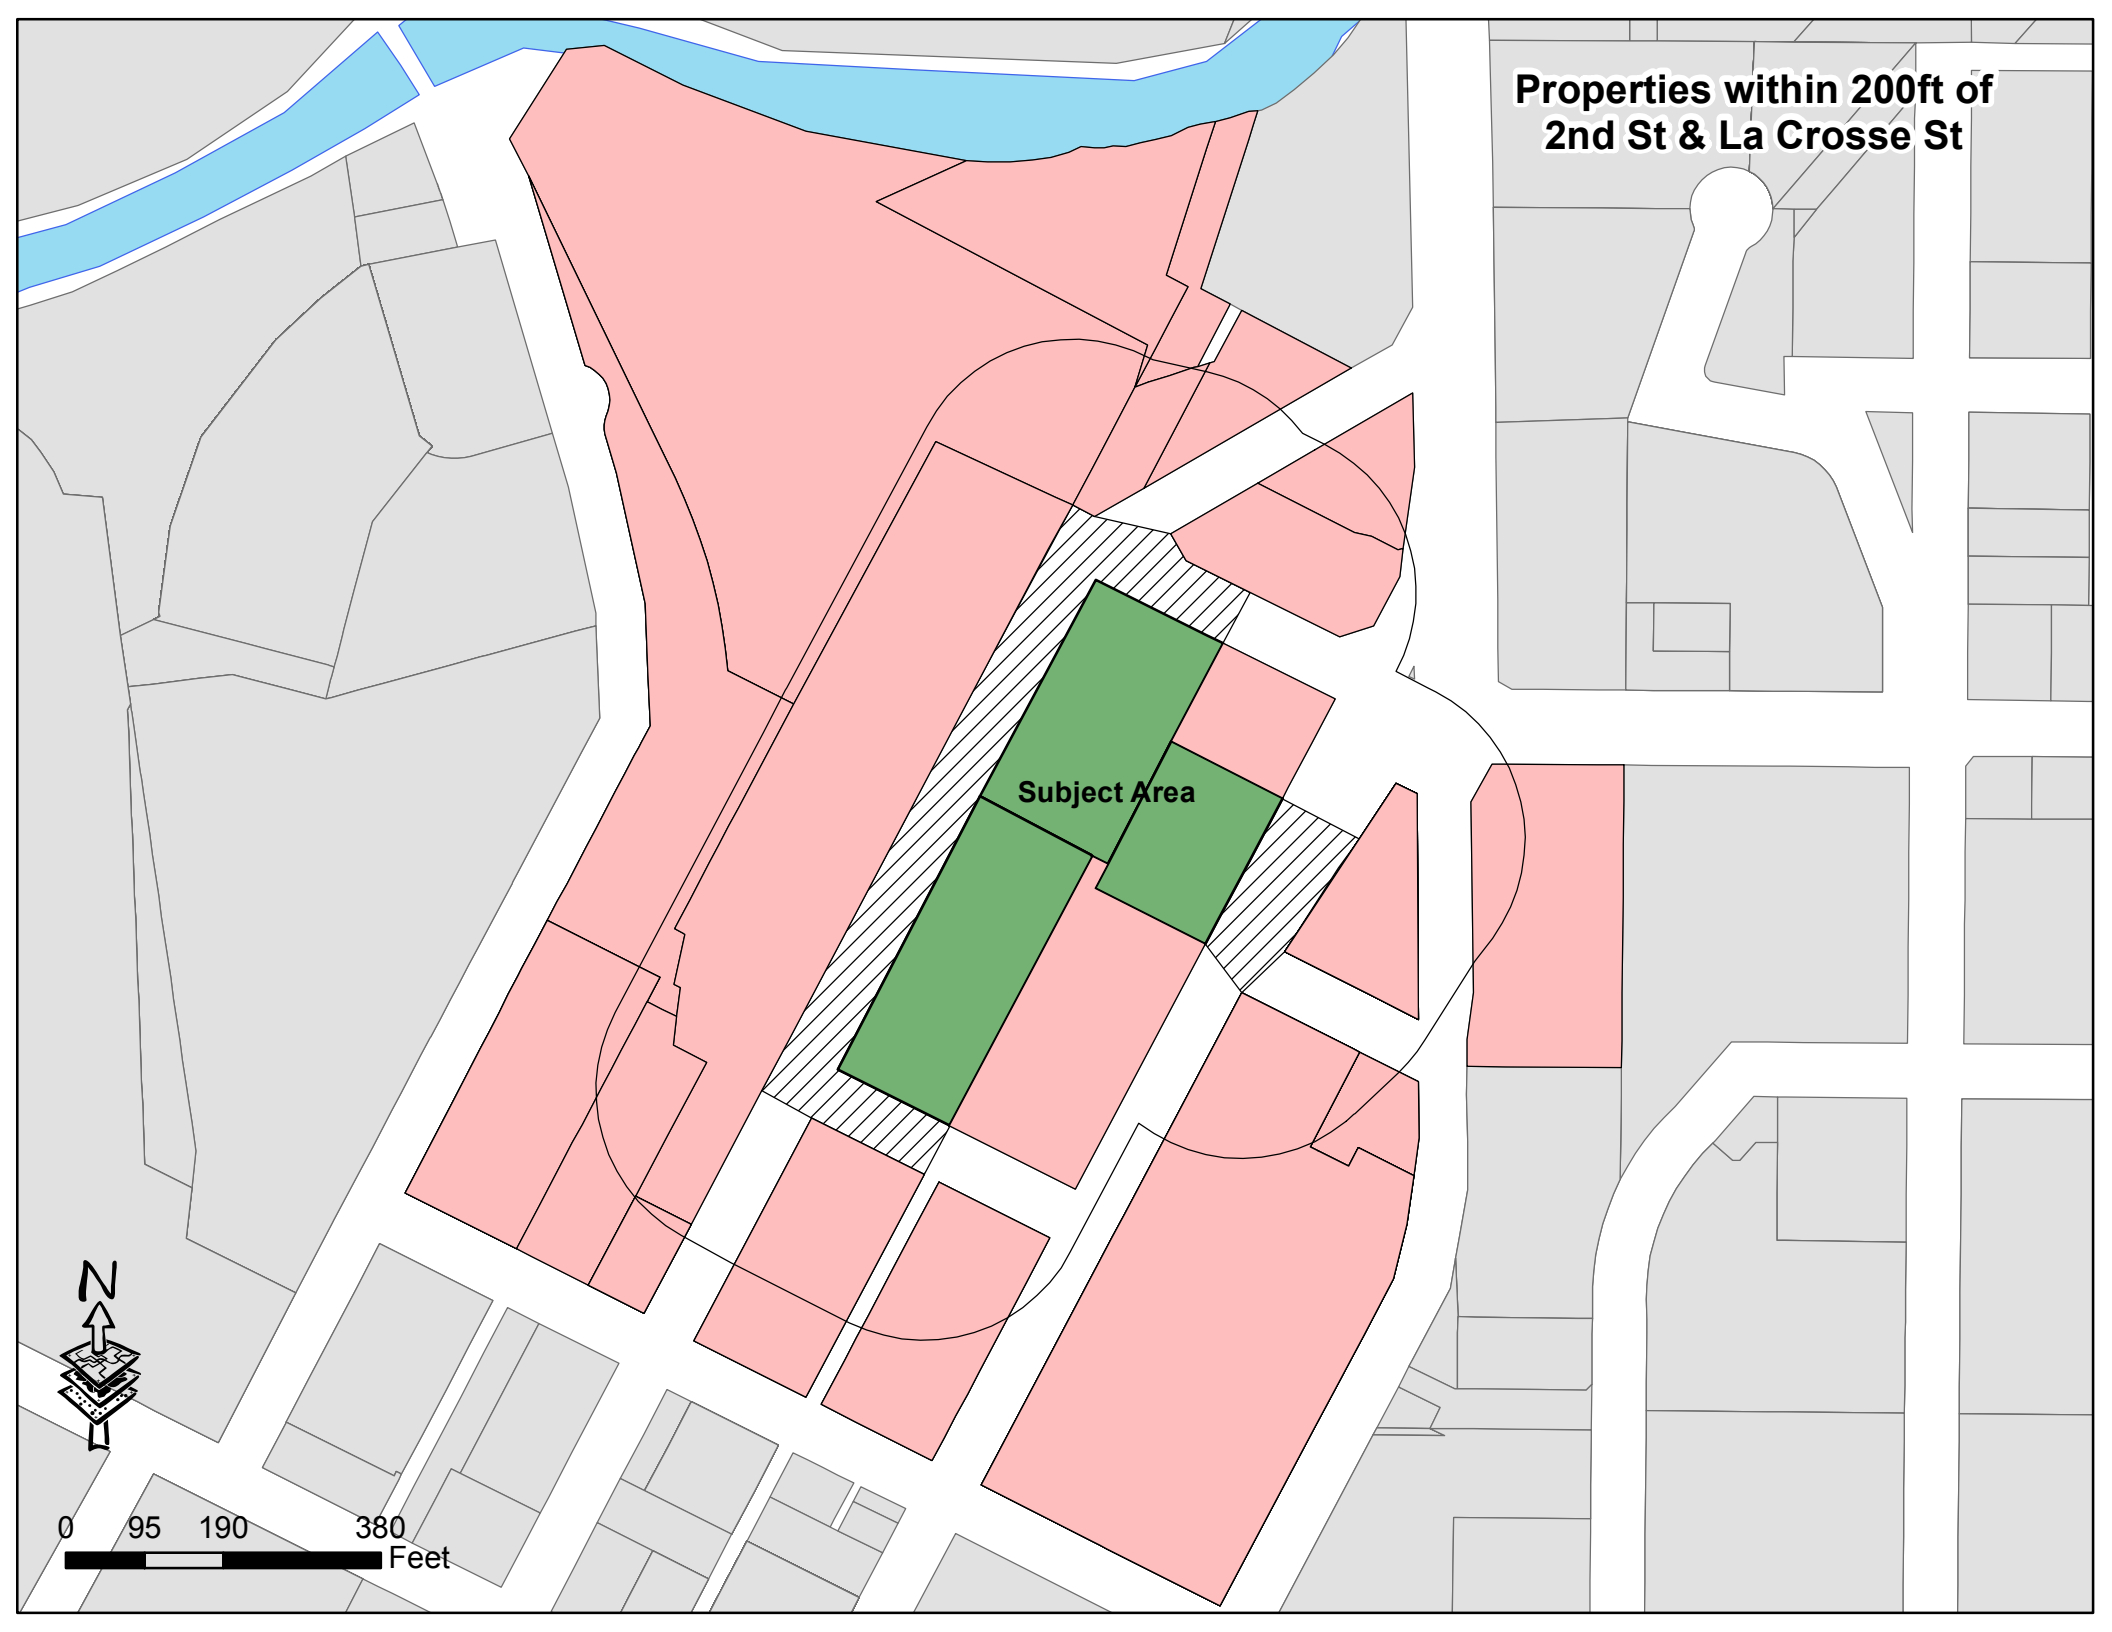 Properties within 200ft of
2nd St & La Crosse St
Subject Area
N
0 95 190 380
Feet